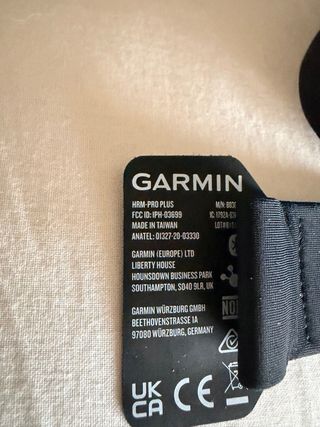 GARMIN
HRM-PRO PLUS
FCC ID: IPH-03699
MADE IN TAIWAN
ANATEL: 01327-20-03330
M/N:
IC:
GARMIN (EUROPE) LTD
LIBERTY HOUSE
HOUNSDOWN BUSINESS PARK
SOUTHAMPTON, SO40 9LR, UK
GARMIN WÜRZBURG GMBH
BEETHOVENSTRASSE 1A
97080 WÜRZBURG, GERMANY
UK
CA
CE